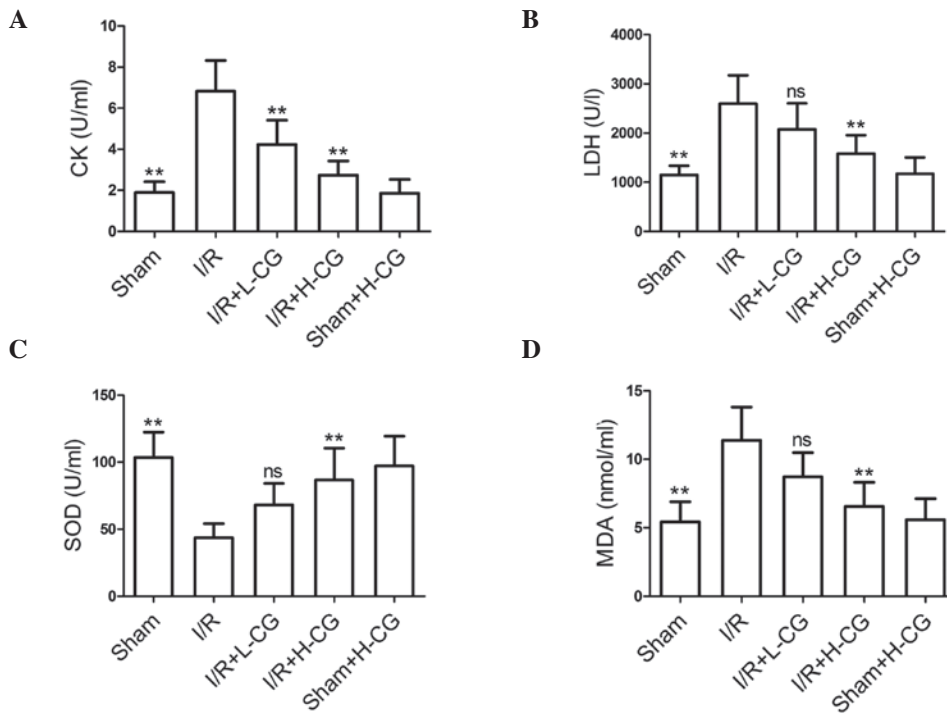 A
CK (U/ml)
10
8
6
4
2
0
**
**
**
Sham
I/R
I/R+L-CG
I/R+H-CG
Sham+H-CG
B
LDH (U/l)
4000
3000
2000
1000
0
**
ns
**
Sham
I/R
I/R+L-CG
I/R+H-CG
Sham+H-CG
C
SOD (U/ml)
150
100
50
0
**
ns
**
Sham
I/R
I/R+L-CG
I/R+H-CG
Sham+H-CG
D
MDA (nmol/ml)
15
10
5
0
**
ns
**
Sham
I/R
I/R+L-CG
I/R+H-CG
Sham+H-CG